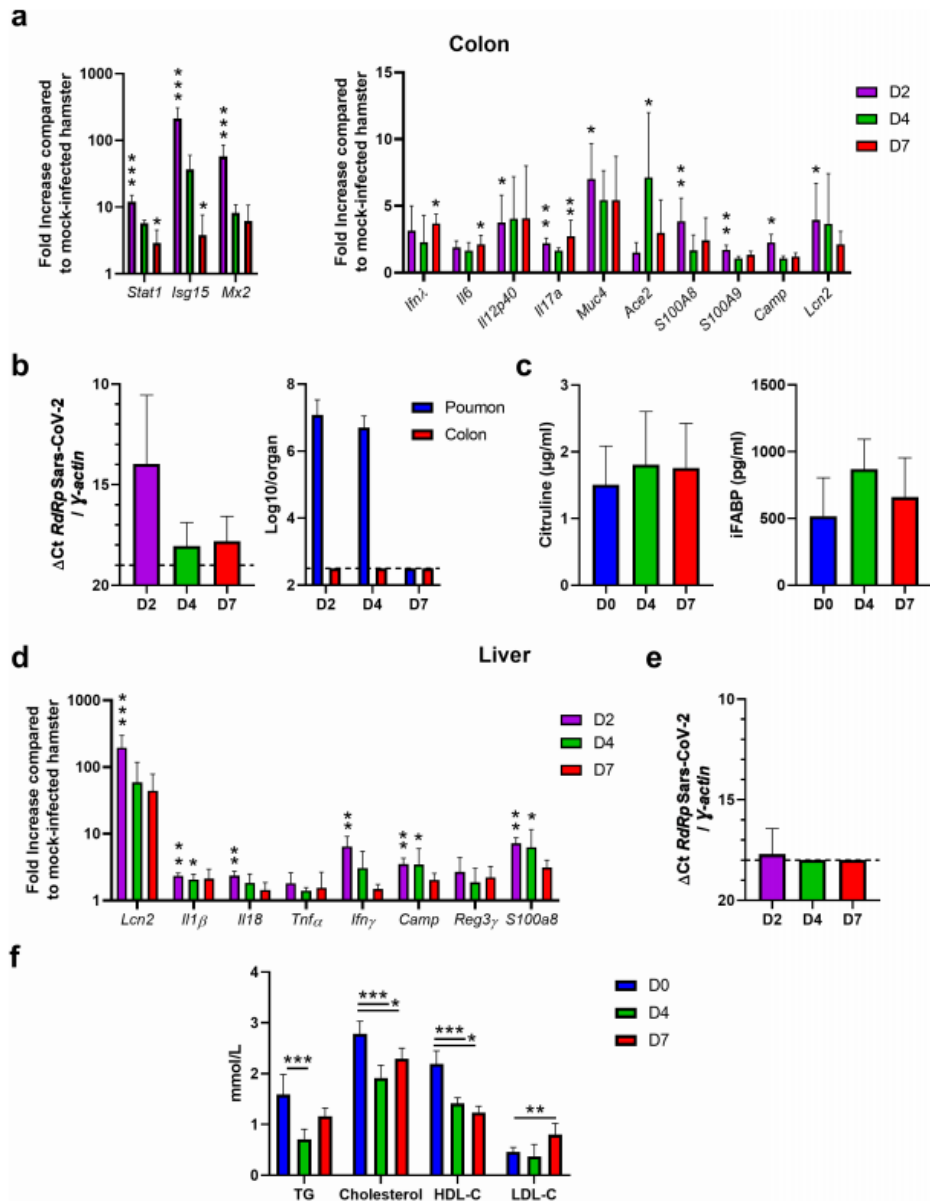 a
Colon
Fold Increase compared
to mock-infected hamster
1000
100
10
1
***
***
***
*
*
Stat1 Isg15 Mx2
Fold Increase compared
to mock-infected hamster
15
10
5
0
*
*
*
**
**
*
*
**
**
*
*
Ifnλ Il6 Il12p40 Il17a Muc4 Ace2 S100A8 S100A9 Camp Lcn2
D2
D4
D7
b
ΔCt RdRp Sars-CoV-2
/ γ-actin
10
15
20
D2 D4 D7
Log10/organ
10
8
6
4
2
D2 D4 D7
Poumon
Colon
c
Citruline (µg/ml)
3
2
1
0
D0 D4 D7
iFABP (pg/ml)
1500
1000
500
0
D0 D4 D7
d
Liver
Fold Increase compared
to mock-infected hamster
1000
100
10
1
***
** *
**
**
** *
** *
Lcn2 Il1β Il18 Tnfα Ifnγ Camp Reg3γ S100a8
D2
D4
D7
e
ΔCt RdRp Sars-CoV-2
/ γ-actin
10
15
20
D2 D4 D7
f
mmol/L
4
3
2
1
0
***
*** *
*** *
**
TG Cholesterol HDL-C LDL-C
D0
D4
D7